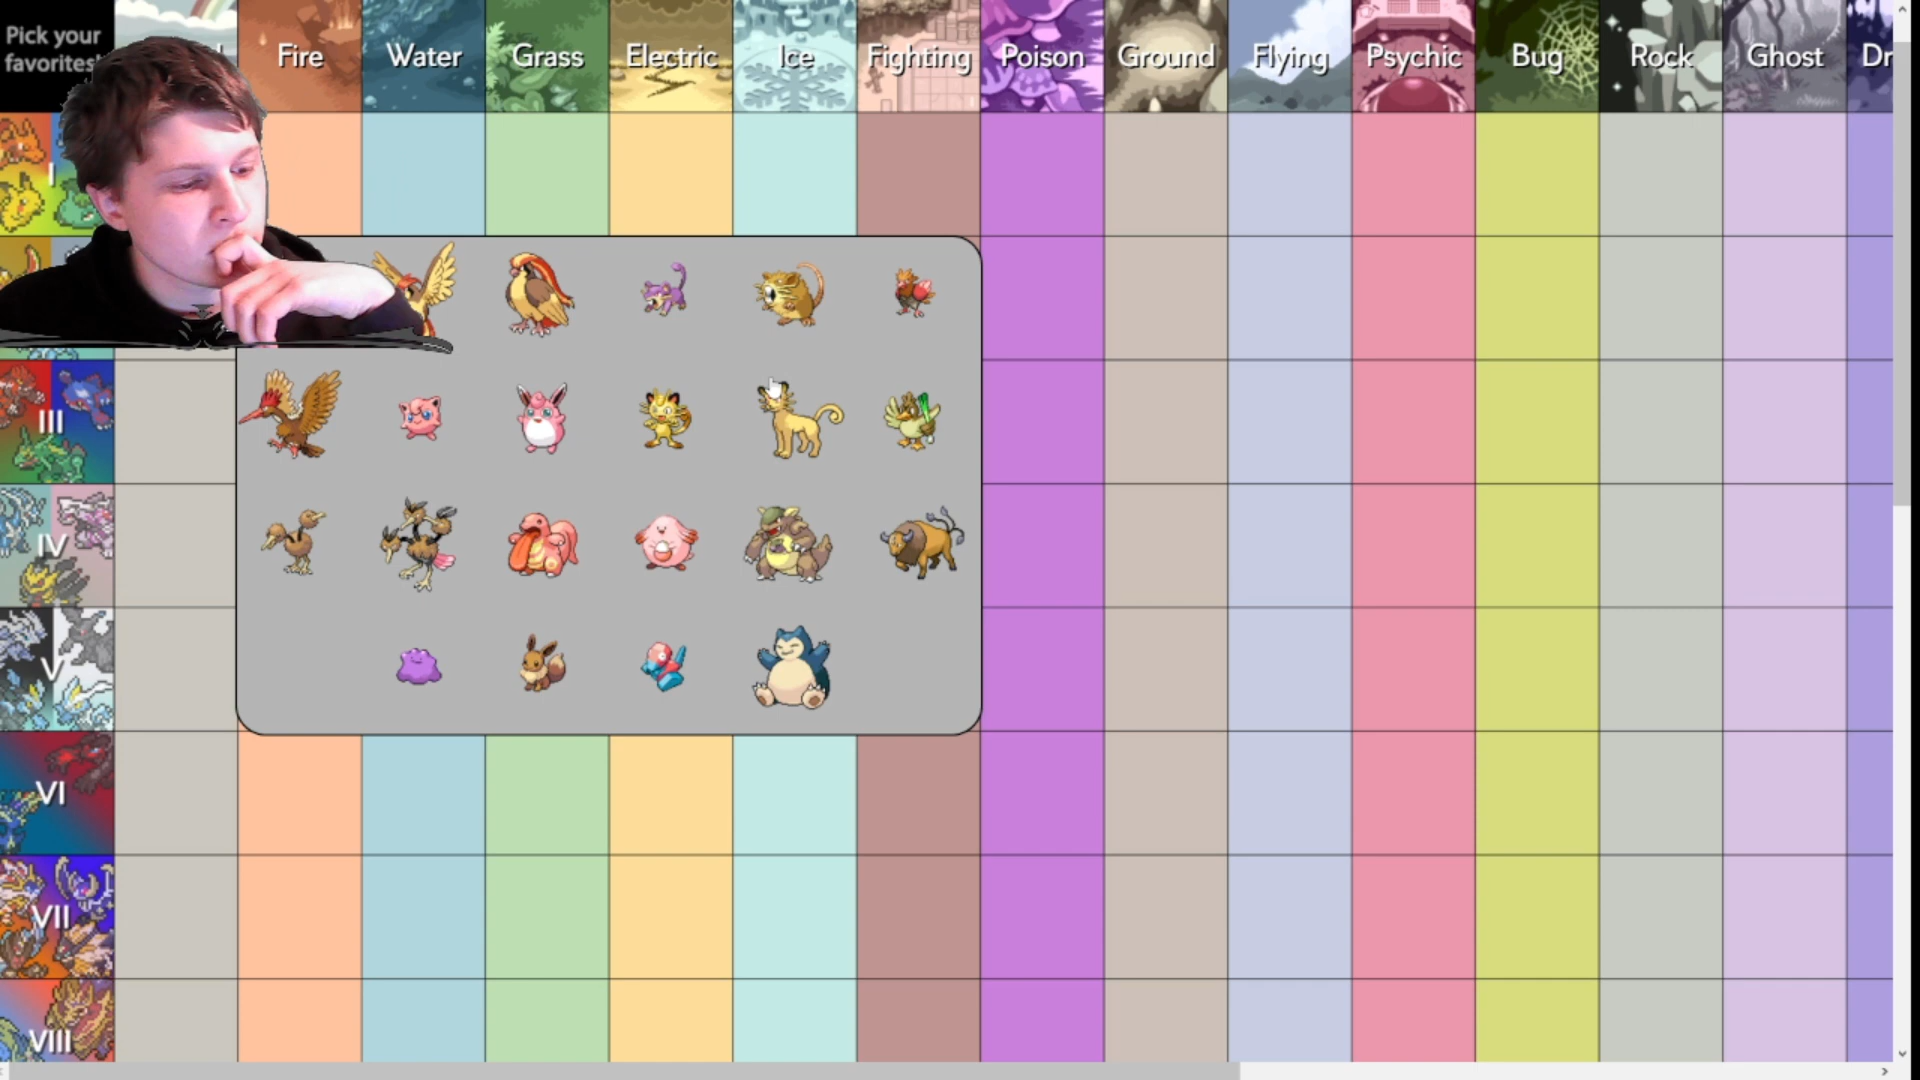 Pick your
favorites!
Fire
Water
Grass
Electric
Ice
Fighting
Poison
Ground
Flying
Psychic
Bug
Rock
Ghost
Dr
I
III
IV
V
VI
VII
VIII